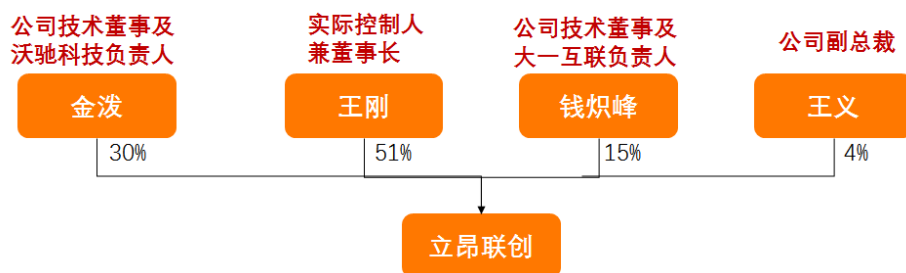 公司技术董事及
沃驰科技负责人
实际控制人
兼董事长
公司技术董事及
大一互联负责人
公司副总裁
金泼
王刚
钱炽峰
王义
30%
51%
15%
4%
立昂联创